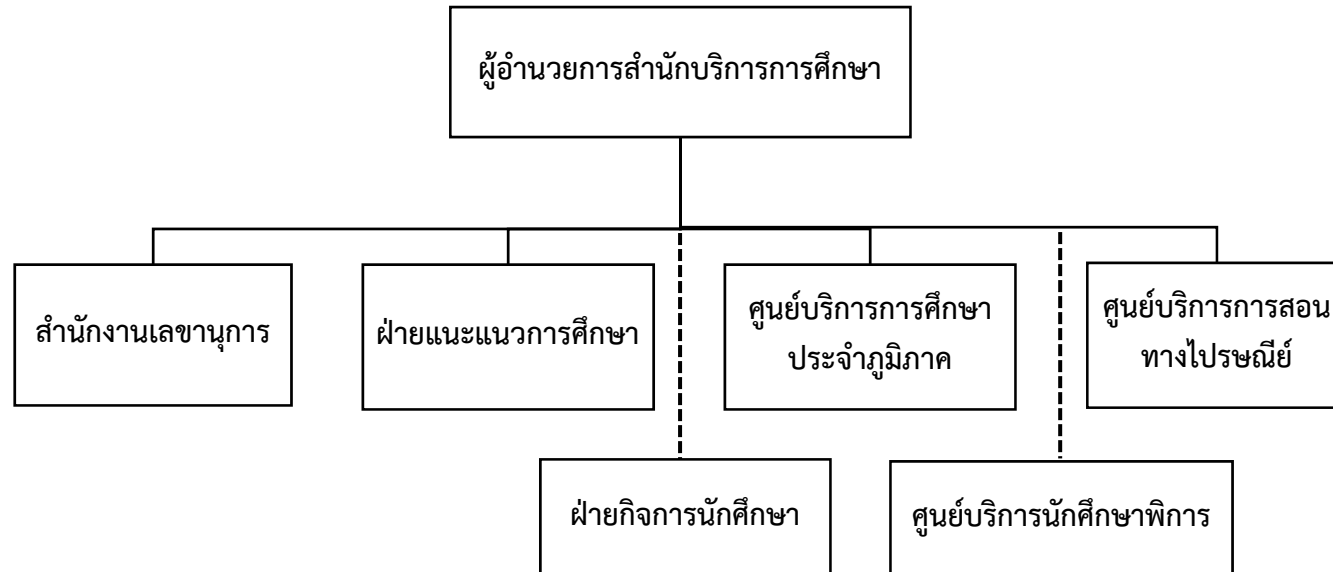 ผู้อำนวยการสำนักบริการการศึกษา
สำนักงานเลขานุการ
ฝ่ายแนะแนวการศึกษา
ศูนย์บริการการศึกษา
ประจำภูมิภาค
ศูนย์บริการการสอน
ทางไปรษณีย์
ฝ่ายกิจการนักศึกษา
ศูนย์บริการนักศึกษาพิการ